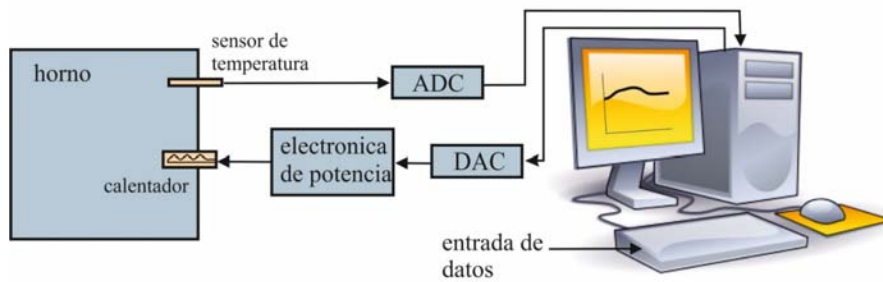 sensor de
temperatura
horno
ADC
electronica
de potencia
DAC
calentador
entrada de
datos